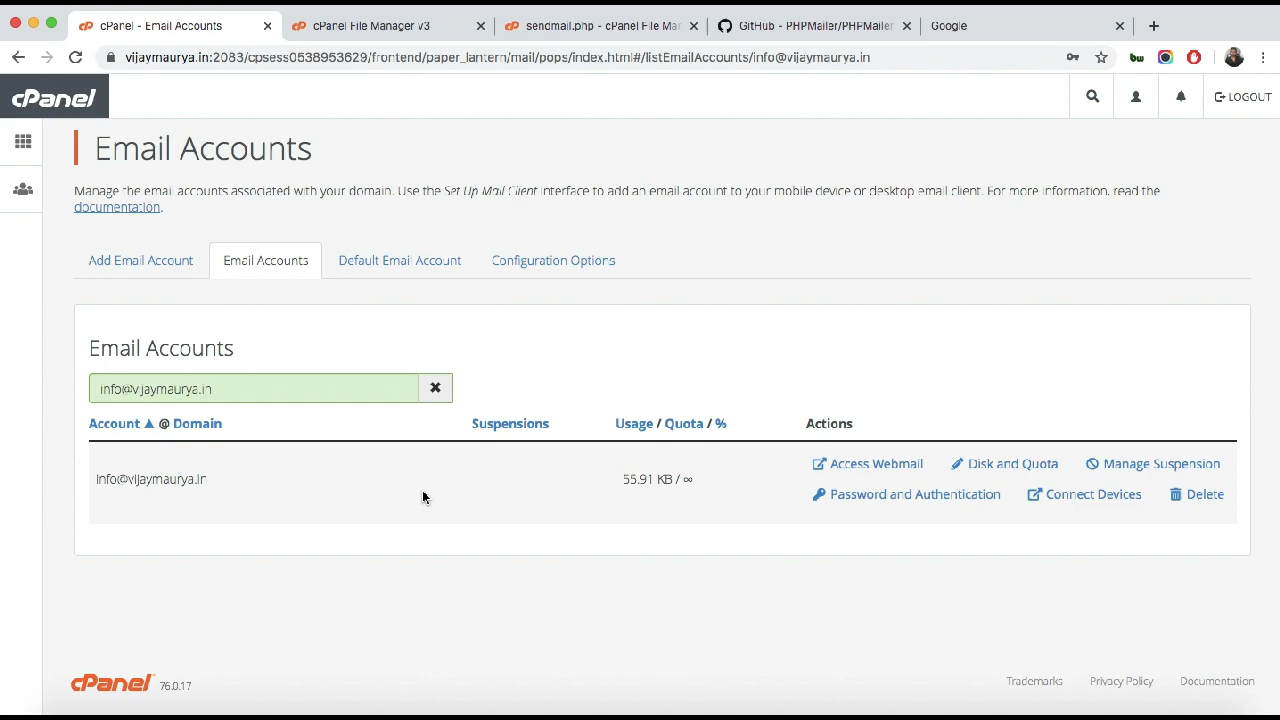 cPanel - Email Accounts
cPanel File Manager v3
sendmail.php - cPanel File Mar
GitHub - PHPMailer/PHPMailer
Google
vijaymaurya.in:2083/cpsess0538953629/frontend/paper_lantern/mail/pops/index.html#/listEmailAccounts/info@vijaymaurya.in
cPanel
LOGOUT
Email Accounts
Manage the email accounts associated with your domain. Use the Set Up Mail Client interface to add an email account to your mobile device or desktop email client. For more information, read the
documentation.
Add Email Account
Email Accounts
Default Email Account
Configuration Options
Email Accounts
info@vijaymaurya.in
Account ▲ @ Domain
Suspensions
Usage / Quota / %
Actions
info@vijaymaurya.in
55.91 KB / ∞
Access Webmail
Disk and Quota
Manage Suspension
Password and Authentication
Connect Devices
Delete
cPanel 76.0.17
Trademarks
Privacy Policy
Documentation